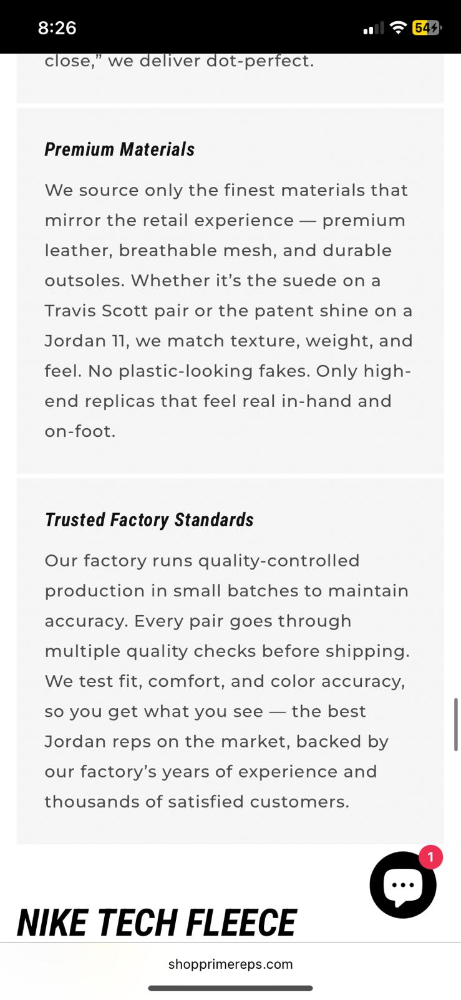 8:26
54
close,” we deliver dot-perfect.
Premium Materials
We source only the finest materials that
mirror the retail experience — premium
leather, breathable mesh, and durable
outsoles. Whether it’s the suede on a
Travis Scott pair or the patent shine on a
Jordan 11, we match texture, weight, and
feel. No plastic-looking fakes. Only high-
end replicas that feel real in-hand and
on-foot.
Trusted Factory Standards
Our factory runs quality-controlled
production in small batches to maintain
accuracy. Every pair goes through
multiple quality checks before shipping.
We test fit, comfort, and color accuracy,
so you get what you see — the best
Jordan reps on the market, backed by
our factory’s years of experience and
thousands of satisfied customers.
1
NIKE TECH FLEECE
shopprimereps.com